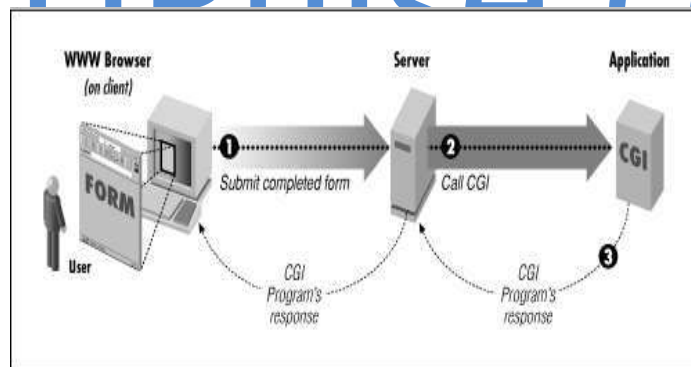 WWW Browser
(on client)
Server
Application
1
2
Submit completed form
Call CGI
CGI
FORM
User
3
CGI
Program's
response
CGI
Program's
response